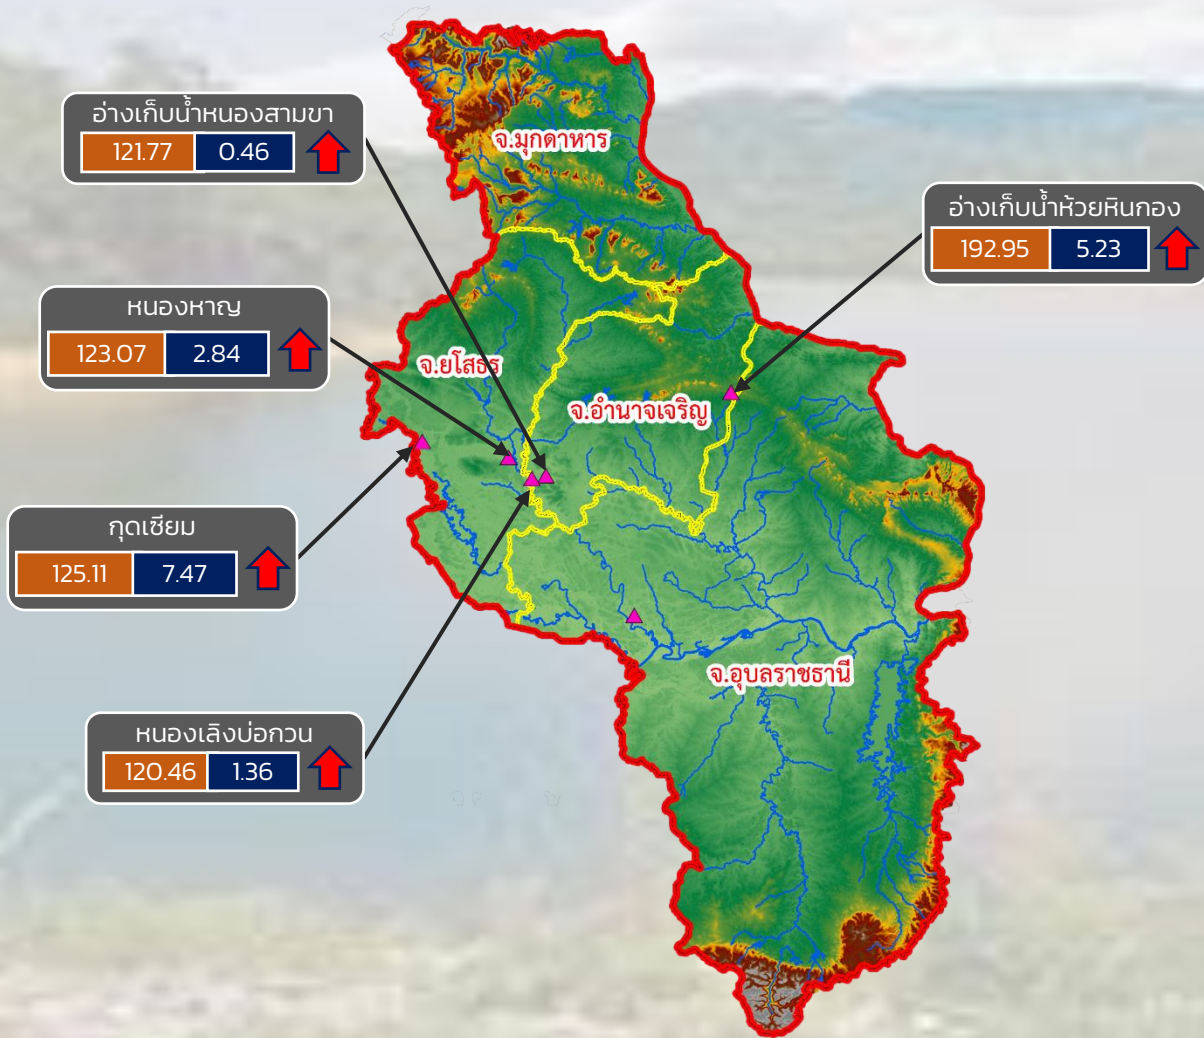 อ่างเก็บน้ำหนองสามขา
121.77 0.46
จ.มุกดาหาร
อ่างเก็บน้ำห้วยหินกอง
192.95 5.23
หนองหาญ
123.07 2.84
จ.ยโสธร
จ.อำนาจเจริญ
กุดเซียม
125.11 7.47
จ.อุบลราชธานี
หนองเลิงบ่อกวน
120.46 1.36